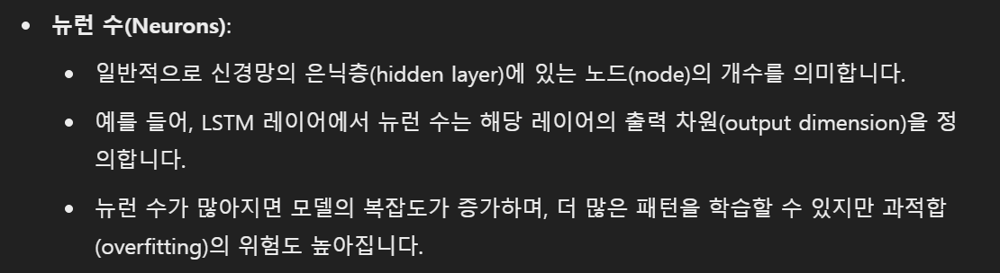 • 뉴런 수(Neurons):
• 일반적으로 신경망의 은닉층(hidden layer)에 있는 노드(node)의 개수를 의미합니다.
• 예를 들어, LSTM 레이어에서 뉴런 수는 해당 레이어의 출력 차원(output dimension)을 정
의합니다.
• 뉴런 수가 많아지면 모델의 복잡도가 증가하며, 더 많은 패턴을 학습할 수 있지만 과적합
(overfitting)의 위험도 높아집니다.